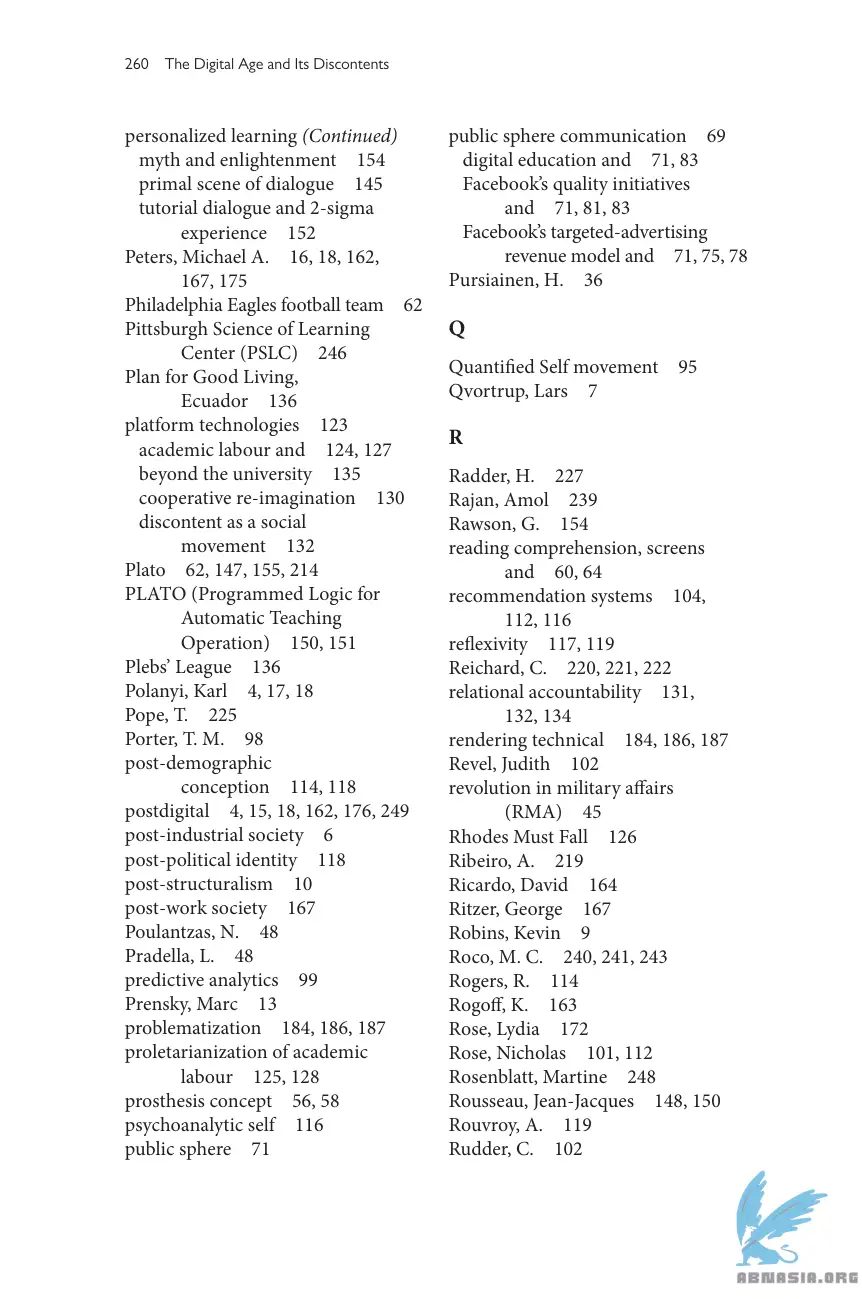 260 The Digital Age and Its Discontents
personalized learning (Continued)
myth and enlightenment 154
primal scene of dialogue 145
tutorial dialogue and 2-sigma
experience 152
Peters, Michael A. 16, 18, 162,
167, 175
Philadelphia Eagles football team 62
Pittsburgh Science of Learning
Center (PSLC) 246
Plan for Good Living,
Ecuador 136
platform technologies 123
academic labour and 124, 127
beyond the university 135
cooperative re-imagination 130
discontent as a social
movement 132
Plato 62, 147, 155, 214
PLATO (Programmed Logic for
Automatic Teaching
Operation) 150, 151
Plebs’ League 136
Polanyi, Karl 4, 17, 18
Pope, T. 225
Porter, T. M. 98
post-demographic
conception 114, 118
postdigital 4, 15, 18, 162, 176, 249
post-industrial society 6
post-political identity 118
post-structuralism 10
post-work society 167
Poulantzas, N. 48
Pradella, L. 48
predictive analytics 99
Prensky, Marc 13
problematization 184, 186, 187
proletarianization of academic
labour 125, 128
prosthesis concept 56, 58
psychoanalytic self 116
public sphere 71
public sphere communication 69
digital education and 71, 83
Facebook’s quality initiatives
and 71, 81, 83
Facebook’s targeted-advertising
revenue model and 71, 75, 78
Pursiainen, H. 36
Q
Quantified Self movement 95
Qvortrup, Lars 7
R
Radder, H. 227
Rajan, Amol 239
Rawson, G. 154
reading comprehension, screens
and 60, 64
recommendation systems 104,
112, 116
reflexivity 117, 119
Reichard, C. 220, 221, 222
relational accountability 131,
132, 134
rendering technical 184, 186, 187
Revel, Judith 102
revolution in military affairs
(RMA) 45
Rhodes Must Fall 126
Ribeiro, A. 219
Ricardo, David 164
Ritzer, George 167
Robins, Kevin 9
Roco, M. C. 240, 241, 243
Rogers, R. 114
Rogoff, K. 163
Rose, Lydia 172
Rose, Nicholas 101, 112
Rosenblatt, Martine 248
Rousseau, Jean-Jacques 148, 150
Rouvroy, A. 119
Rudder, C. 102
ABNASIA.ORG